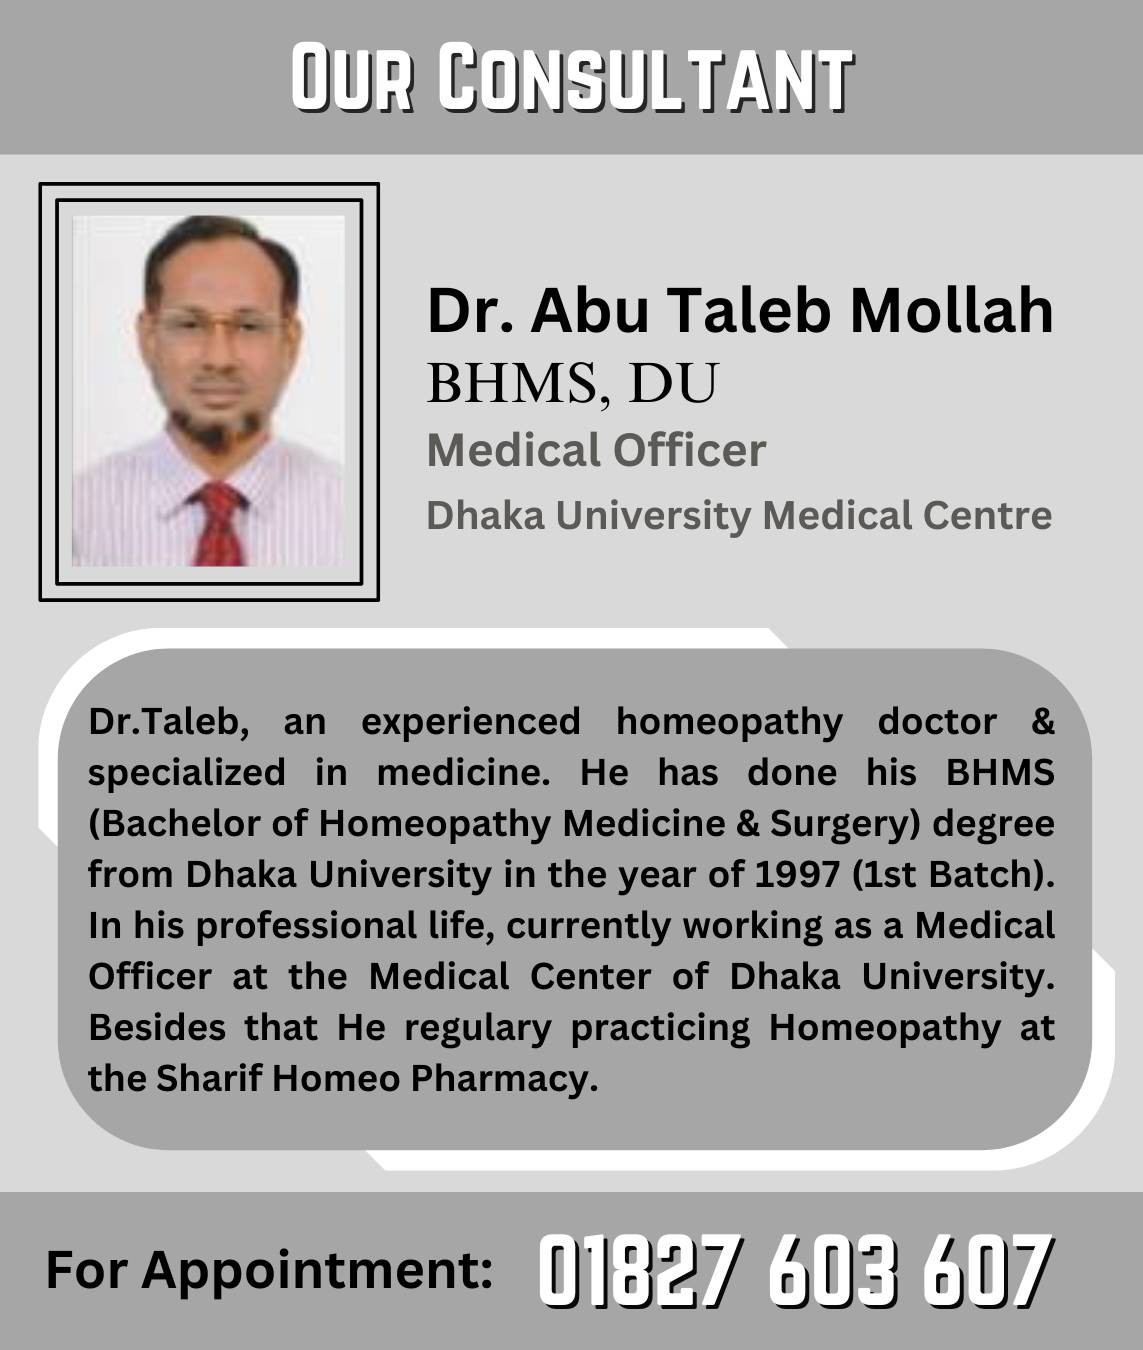 Our Consultant
Dr. Abu Taleb Mollah
BHMS, DU
Medical Officer
Dhaka University Medical Centre
Dr.Taleb, an experienced homeopathy doctor &
specialized in medicine. He has done his BHMS
(Bachelor of Homeopathy Medicine & Surgery) degree
from Dhaka University in the year of 1997 (1st Batch).
In his professional life, currently working as a Medical
Officer at the Medical Center of Dhaka University.
Besides that He regulary practicing Homeopathy at
the Sharif Homeo Pharmacy.
For Appointment: 01827 603 607